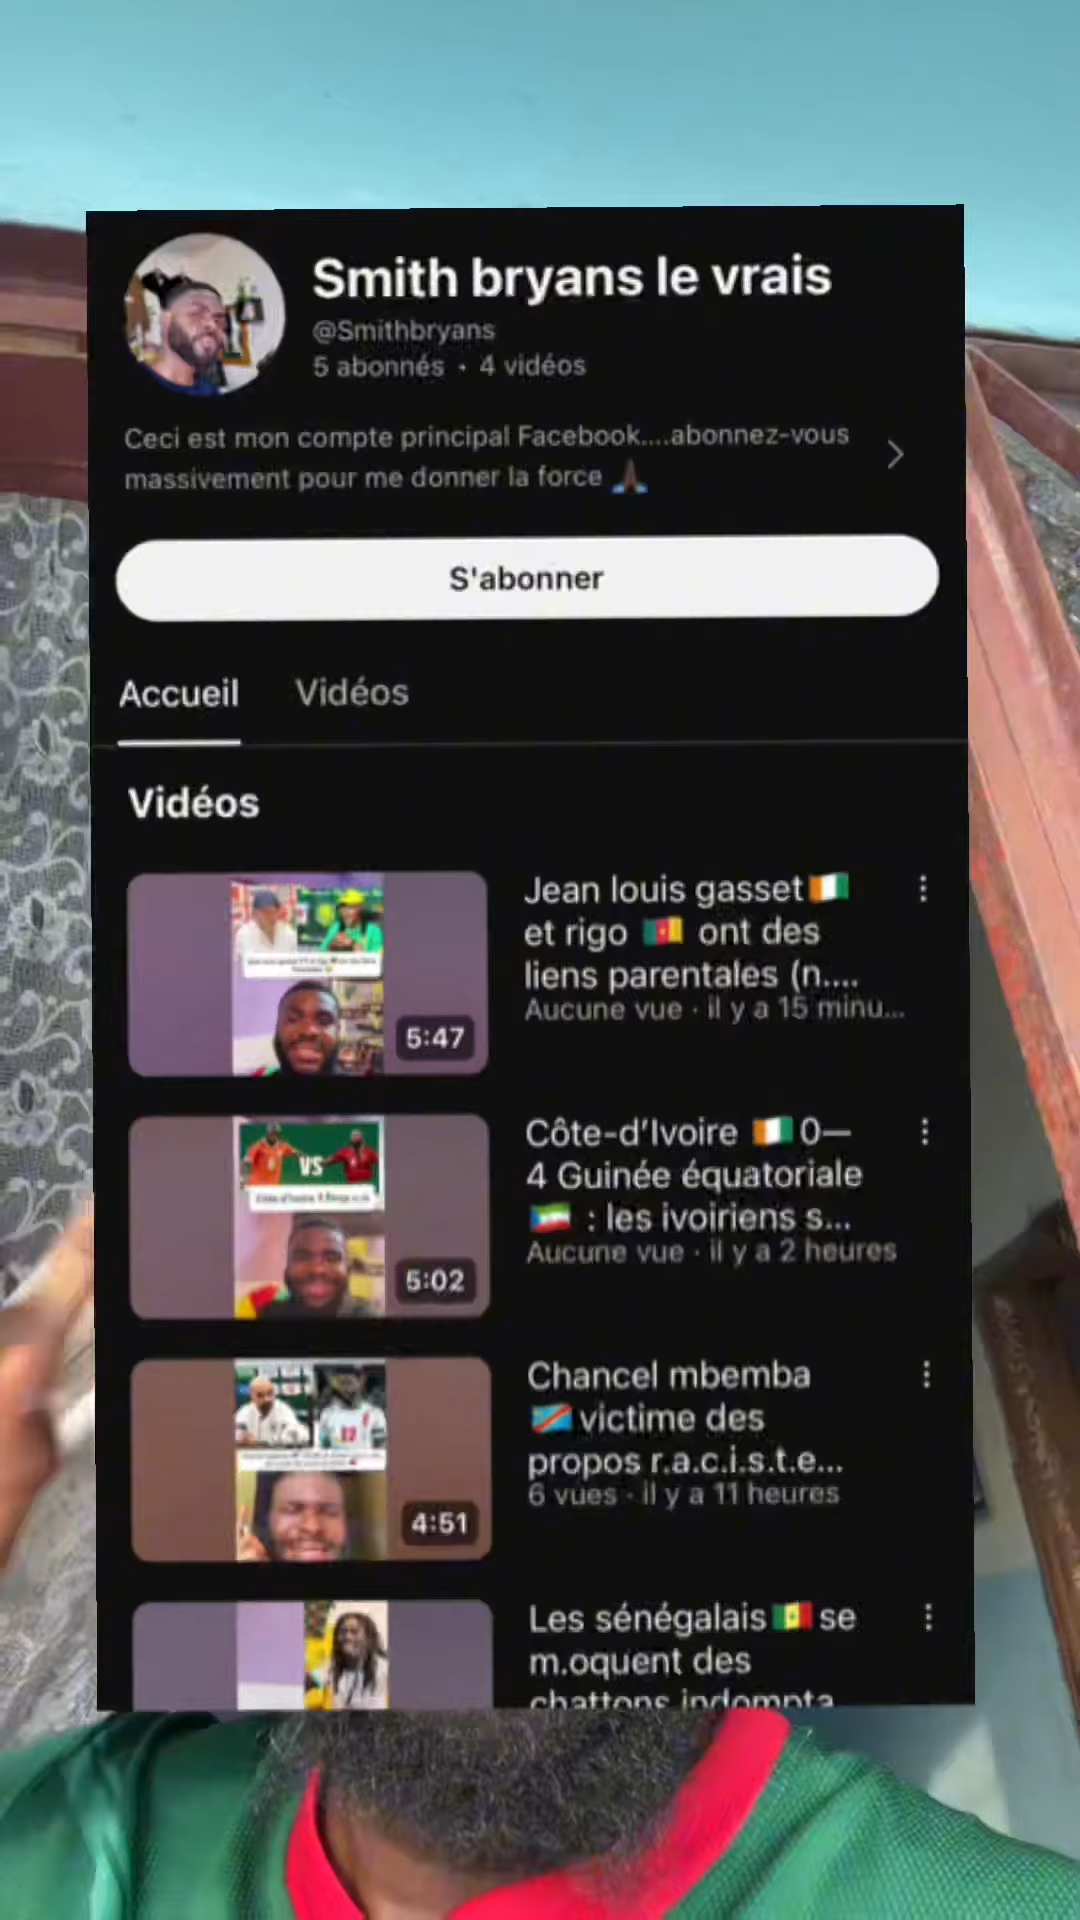 Smith bryans le vrais
@Smithbryans
5 abonnés • 4 vidéos
Ceci est mon compte principal Facebook....abonnez-vous
massivement pour me donner la force 🙏🏿
S'abonner
Accueil
Vidéos
Vidéos
5:47
Jean louis gasset🇨🇮
et rigo 🇨🇲 ont des
liens parentales (n....
Aucune vue · il y a 15 minu...
VS
5:02
Côte-d’Ivoire 🇨🇮0—
4 Guinée équatoriale
🇬🇶 : les ivoiriens s...
Aucune vue · il y a 2 heures
4:51
Chancel mbemba
🇨🇩victime des
propos r.a.c.i.s.t.e...
6 vues · il y a 11 heures
Les sénégalais🇸🇳se
m.oquent des
chattons indompta